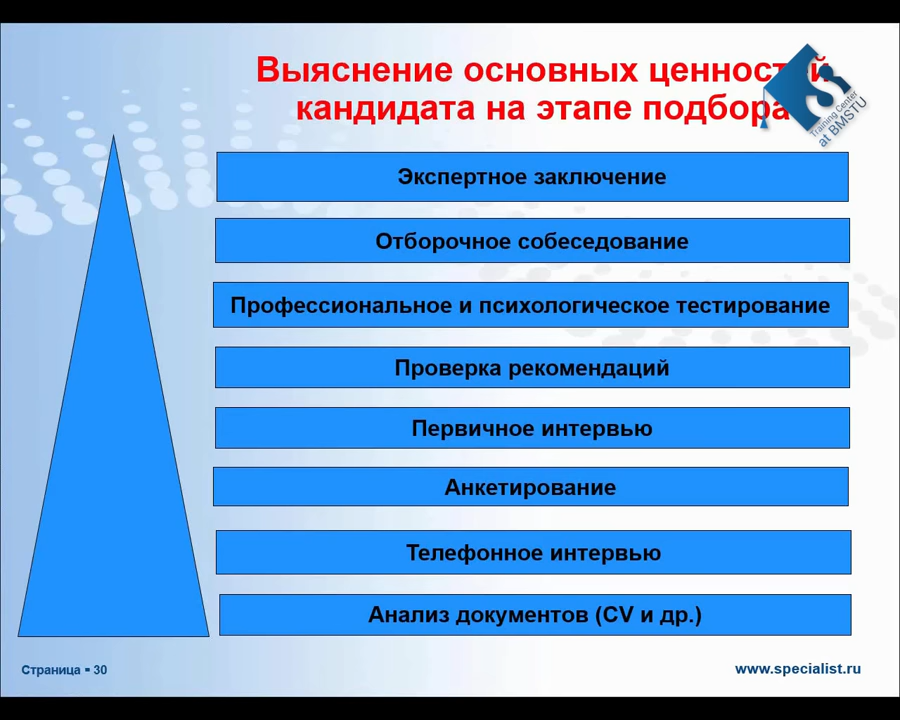 Выяснение основных ценностей
кандидата на этапе подбора
Training Center
at BMSTU
Экспертное заключение
Отборочное собеседование
Профессиональное и психологическое тестирование
Проверка рекомендаций
Первичное интервью
Анкетирование
Телефонное интервью
Анализ документов (CV и др.)
Страница ▪ 30
www.specialist.ru